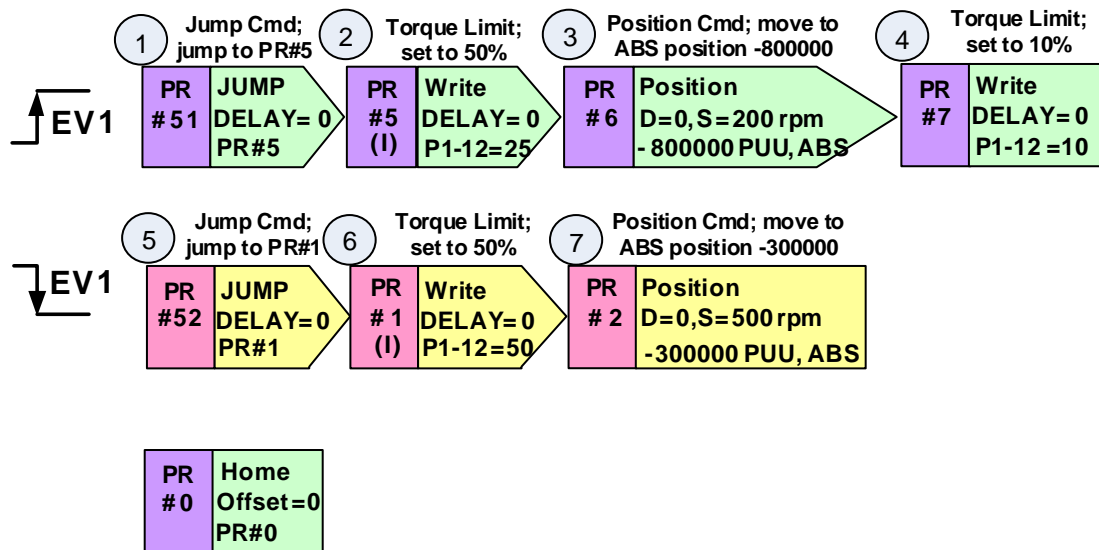 1
Jump Cmd;
jump to PR#5
2
Torque Limit;
set to 50%
3
Position Cmd; move to
ABS position -800000
4
Torque Limit;
set to 10%
EV1
PR
#51
JUMP
DELAY= 0
PR#5
PR
#5
(I)
Write
DELAY= 0
P1-12=25
PR
#6
Position
D=0, S=200 rpm
- 800000 PUU, ABS
PR
#7
Write
DELAY= 0
P1-12 =10
5
Jump Cmd;
jump to PR#1
6
Torque Limit;
set to 50%
7
Position Cmd; move to
ABS position -300000
EV1
PR
#52
JUMP
DELAY= 0
PR#1
PR
# 1
(I)
Write
DELAY= 0
P1-12=50
PR
# 2
Position
D=0,S=500 rpm
-300000 PUU, ABS
PR
#0
Home
Offset=0
PR#0